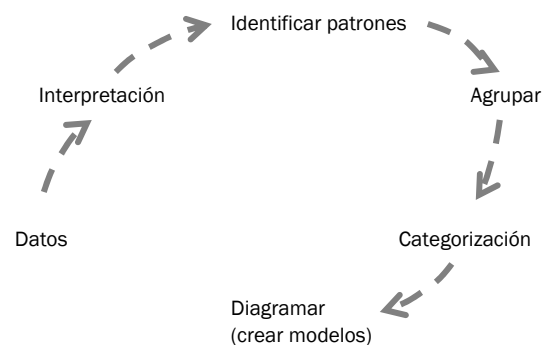 Identificar patrones
Interpretación
Agrupar
Datos
Categorización
Diagramar
(crear modelos)